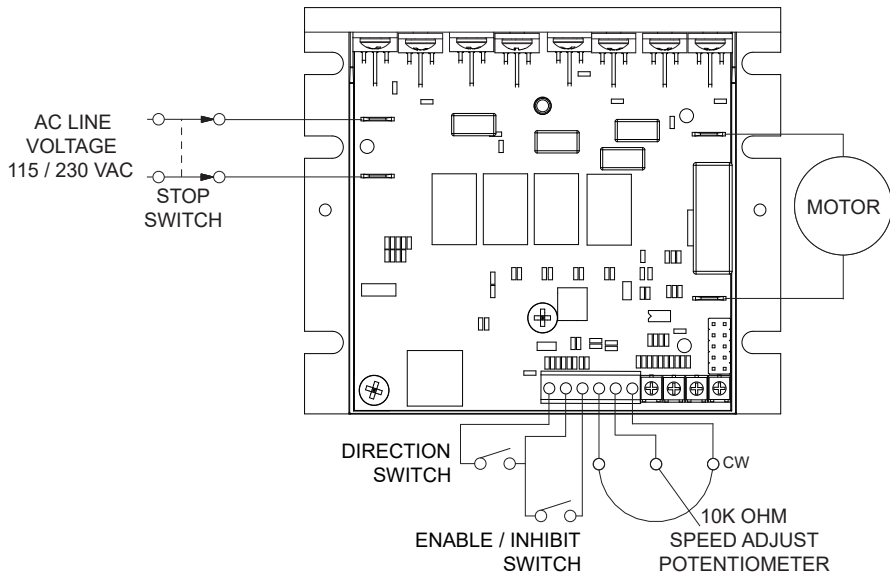 AC LINE
VOLTAGE
115 / 230 VAC
STOP
SWITCH
MOTOR
DIRECTION
SWITCH
CW
ENABLE / INHIBIT
SWITCH
10K OHM
SPEED ADJUST
POTENTIOMETER